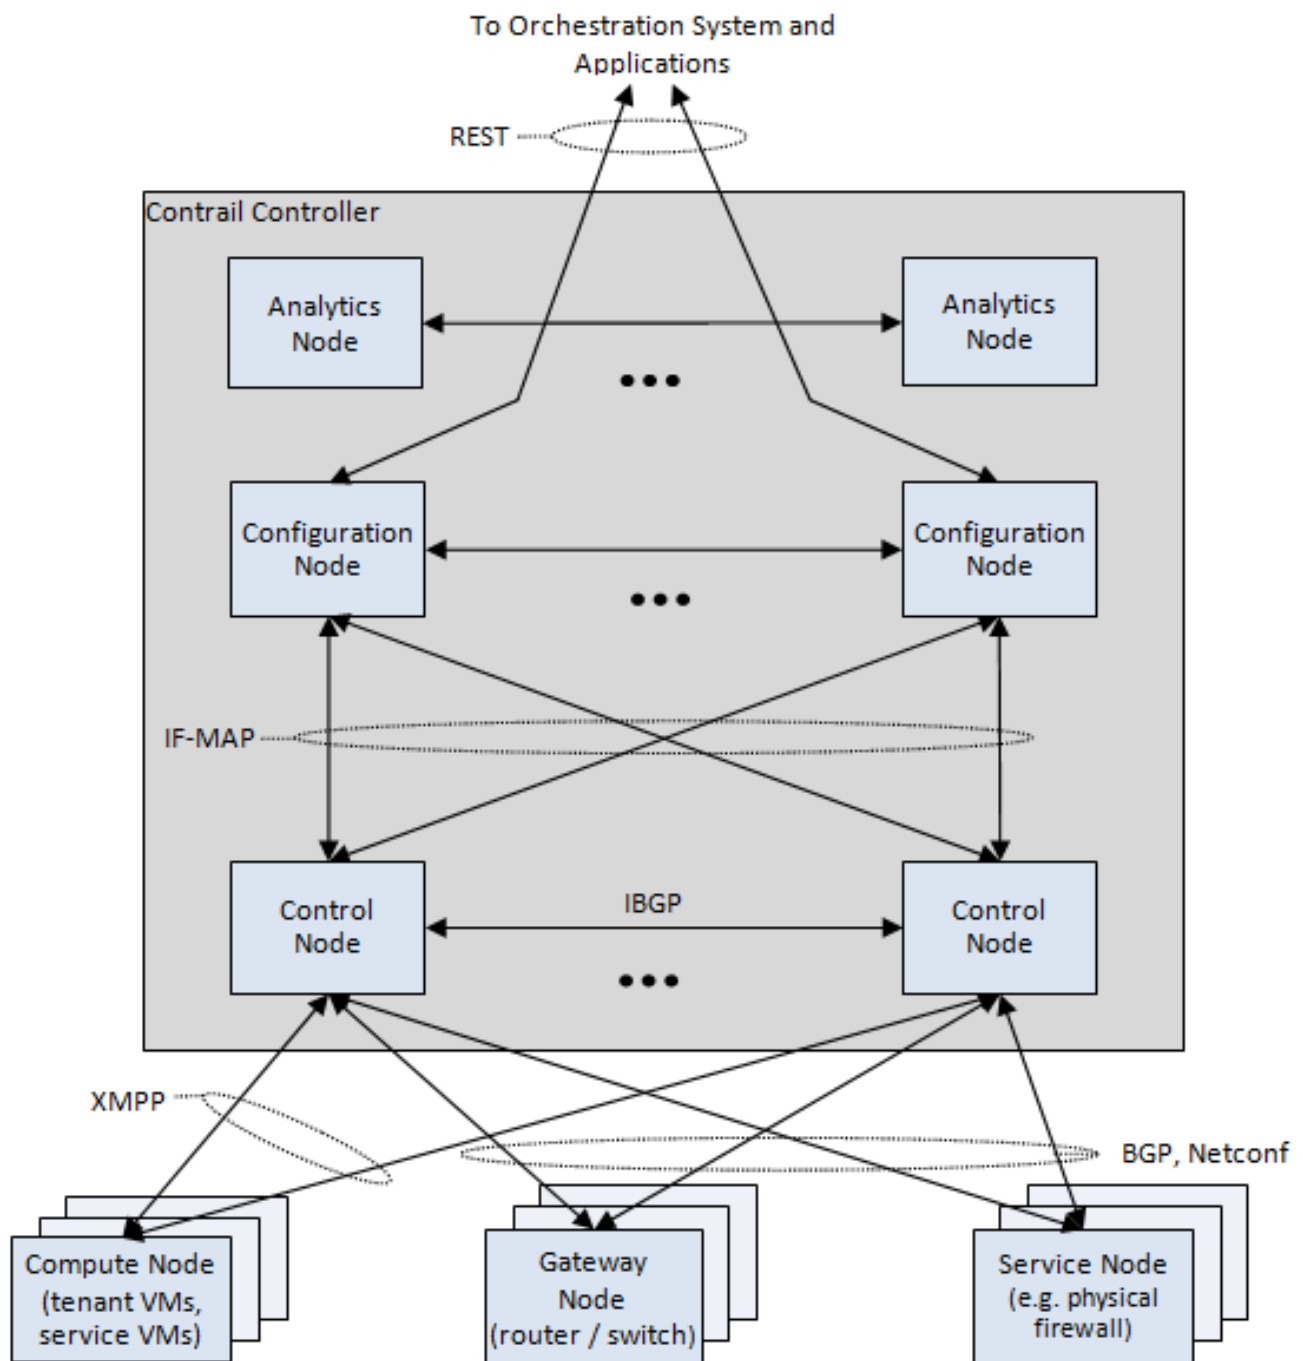 To Orchestration System and
Applications
REST
Contrail Controller
Analytics
Node
Analytics
Node
Configuration
Node
Configuration
Node
IF-MAP
Control
Node
IBGP
Control
Node
XMPP
BGP, Netconf
Compute Node
(tenant VMs,
service VMs)
Gateway
Node
(router / switch)
Service Node
(e.g. physical
firewall)